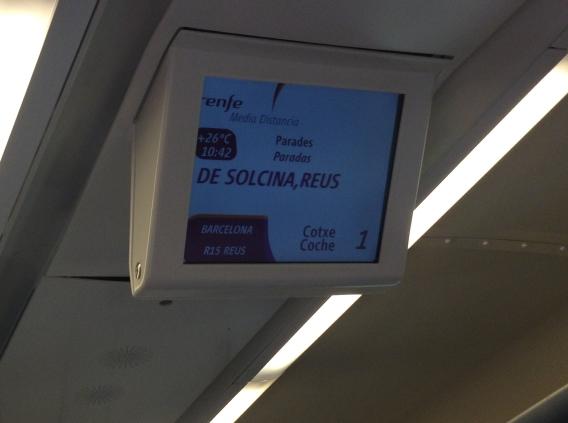 renfe
Media Distancia
+26°C
10:42
Parades
Paradas
DE SOLCINA,REUS
BARCELONA
R15 REUS
Cotxe
Coche
1